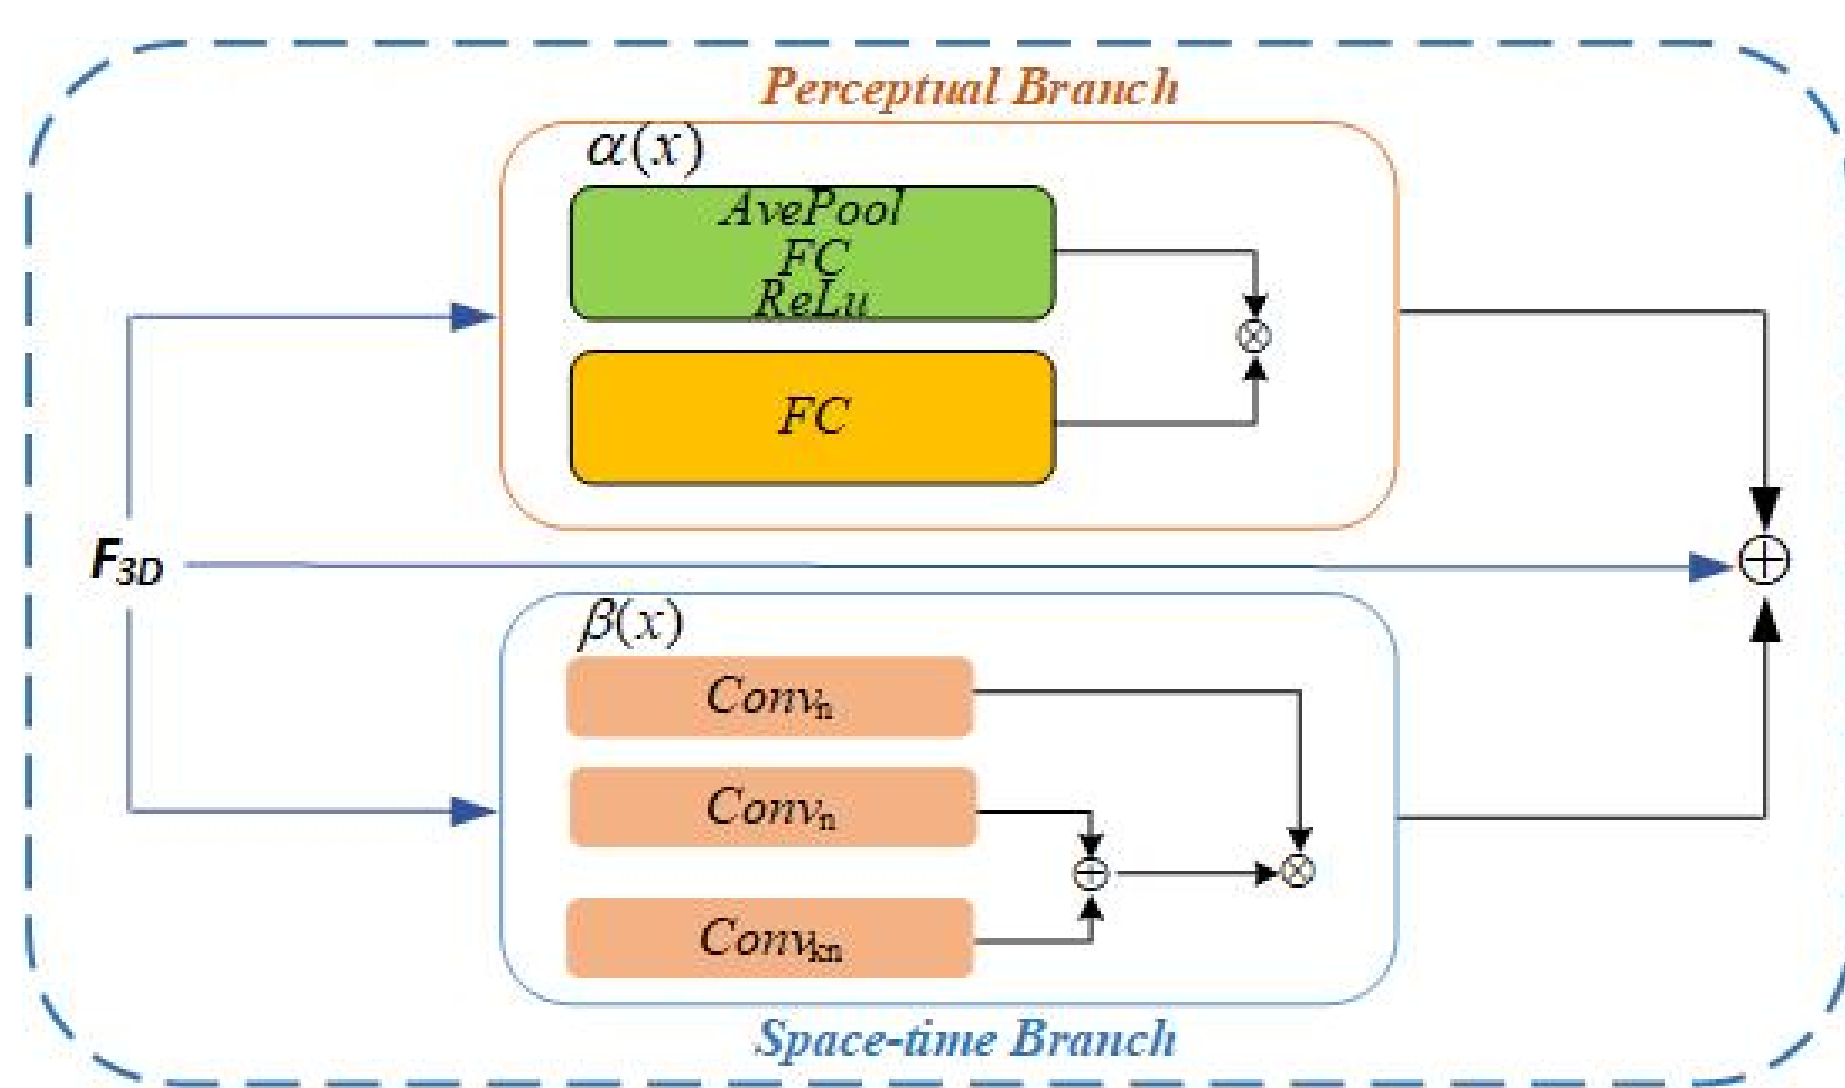 Perceptual Branch
α(x)
AvePool
FC
ReLu
FC
F3D
β(x)
Convn
Convn
Convkn
Space-time Branch